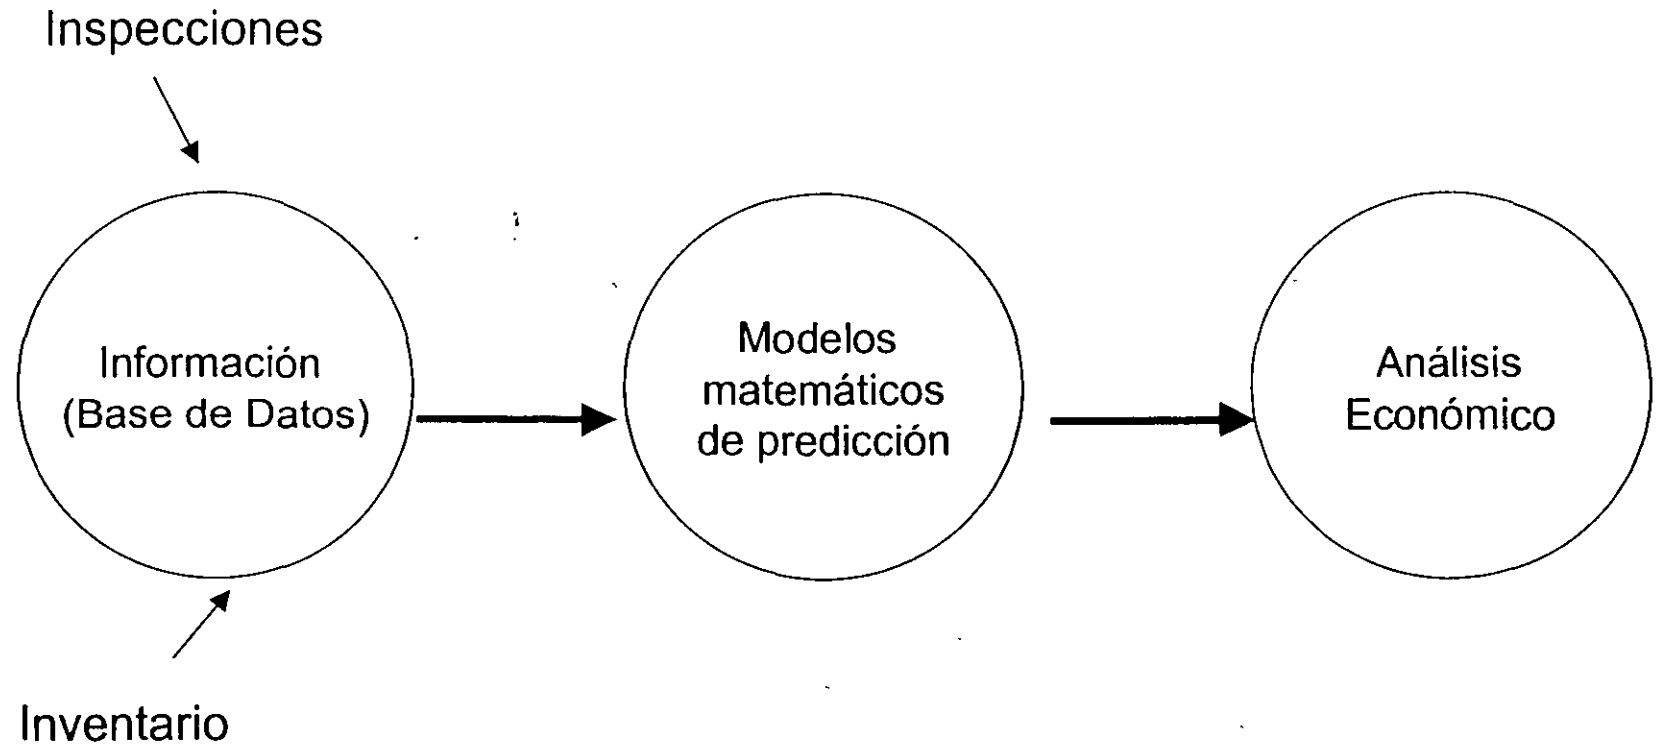 Inspecciones
Información
(Base de Datos)
Modelos
matemáticos
de predicción
Análisis
Económico
Inventario